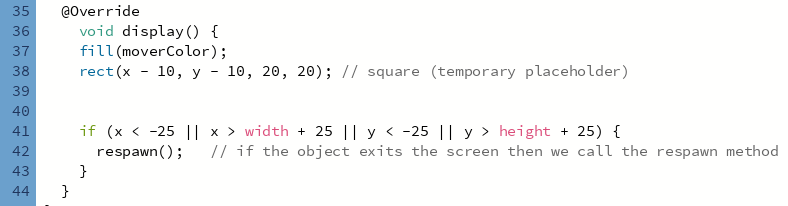 35 @Override
36 void display() {
37 fill(moverColor);
38 rect(x - 10, y - 10, 20, 20); // square (temporary placeholder)
39
40
41 if (x < -25 || x > width + 25 || y < -25 || y > height + 25) {
42 respawn(); // if the object exits the screen then we call the respawn method
43 }
44 }